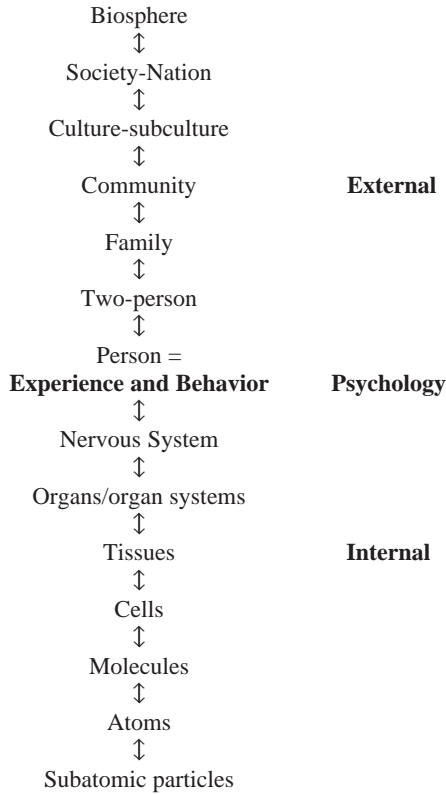 Biosphere
↕
Society-Nation
↕
Culture-subculture
↕
Community External
↕
Family
↕
Two-person
↕
Person =
Experience and Behavior Psychology
↕
Nervous System
↕
Organs/organ systems
↕
Tissues Internal
↕
Cells
↕
Molecules
↕
Atoms
↕
Subatomic particles